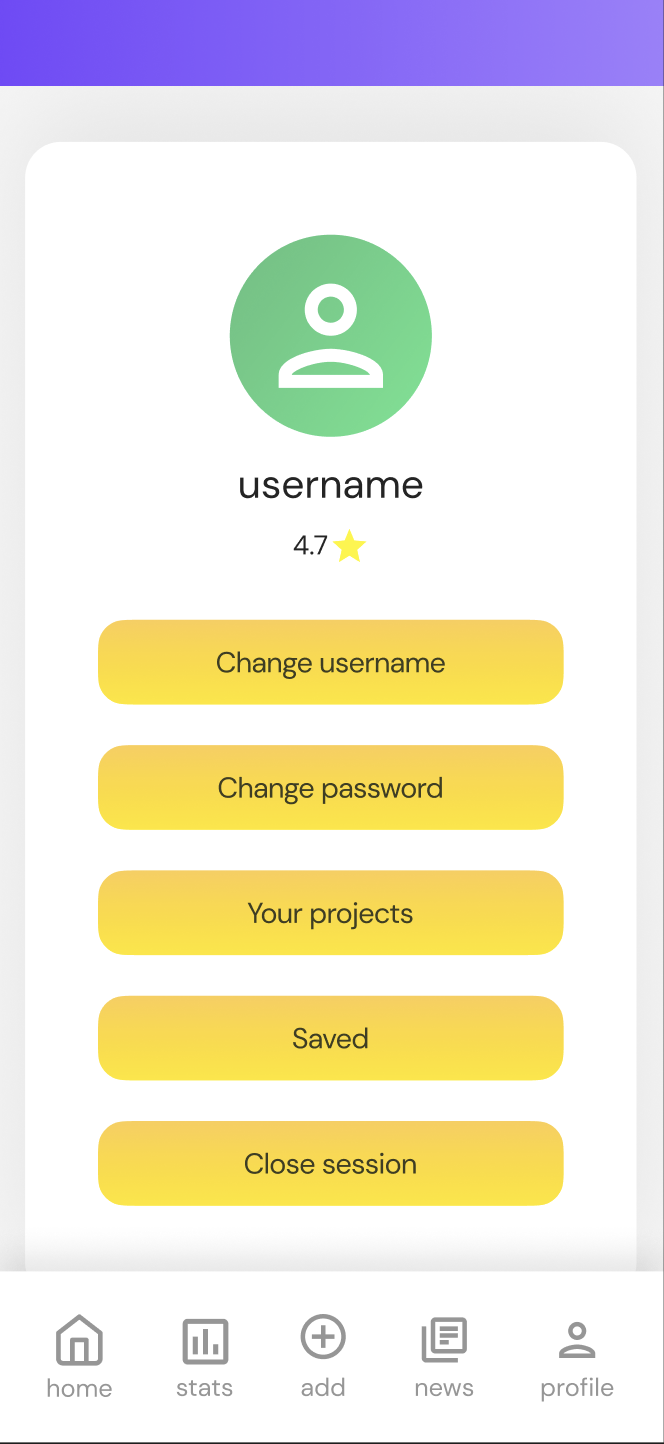 username
4.7
Change username
Change password
Your projects
Saved
Close session
home stats add news profile